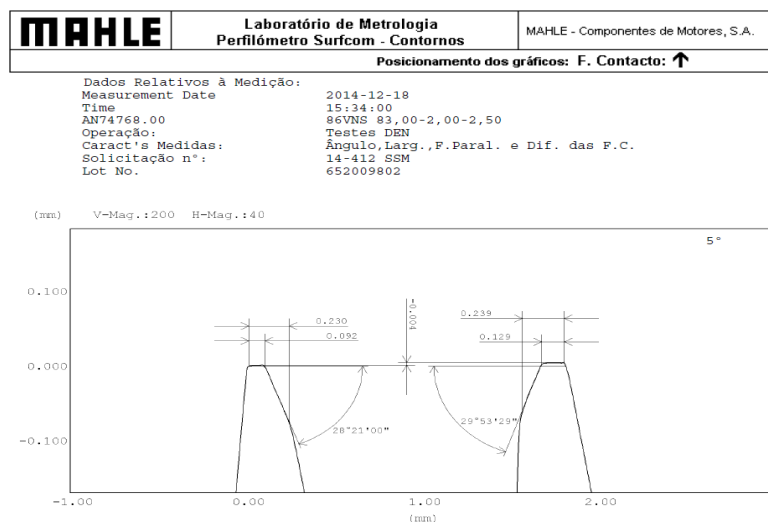 MAHLE
Laboratório de Metrologia
Perfilómetro Surfcom - Contornos
MAHLE - Componentes de Motores, S.A.
Posicionamento dos gráficos: F. Contacto: ↑
Dados Relativos à Medição:
Measurement Date 2014-12-18
Time 15:34:00
AN74768.00 86VNS 83,00-2,00-2,50
Operação: Testes DEN
Caract's Medidas: Ângulo,Larg.,F.Paral. e Dif. das F.C.
Solicitação n°: 14-412 SSM
Lot No. 652009802
(mm) V-Mag.:200 H-Mag.:40
5°
0.100
0.230
0.092
-0.004
0.239
0.129
0.000
28°21'00"
29°53'29"
-0.100
-1.00 0.00 1.00 2.00
(mm)